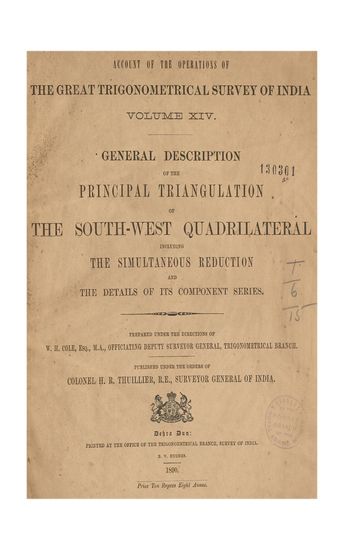 ACCOUNT OF THE OPERATIONS OF
THE GREAT TRIGONOMETRICAL SURVEY OF INDIA
VOLUME XIV.
GENERAL DESCRIPTION
OF THE
130361
PRINCIPAL TRIANGULATION
OF
THE SOUTH-WEST QUADRILATERAL
INCLUDING
THE SIMULTANEOUS REDUCTION
AND
THE DETAILS OF ITS COMPONENT SERIES.
1
6
15
PREPARED UNDER THE DIRECTIONS OF
W. H. COLE, ESQ., M.A., OFFICIATING DEPUTY SURVEYOR GENERAL, TRIGONOMETRICAL BRANCH.
PUBLISHED UNDER THE ORDERS OF
COLONEL H. R. THUILLIER, R.E., SURVEYOR GENERAL OF INDIA.
Dehra Dun:
PRINTED AT THE OFFICE OF THE TRIGONOMETRICAL BRANCH, SURVEY OF INDIA.
1890.
Price Ten Rupees Eight Annas.